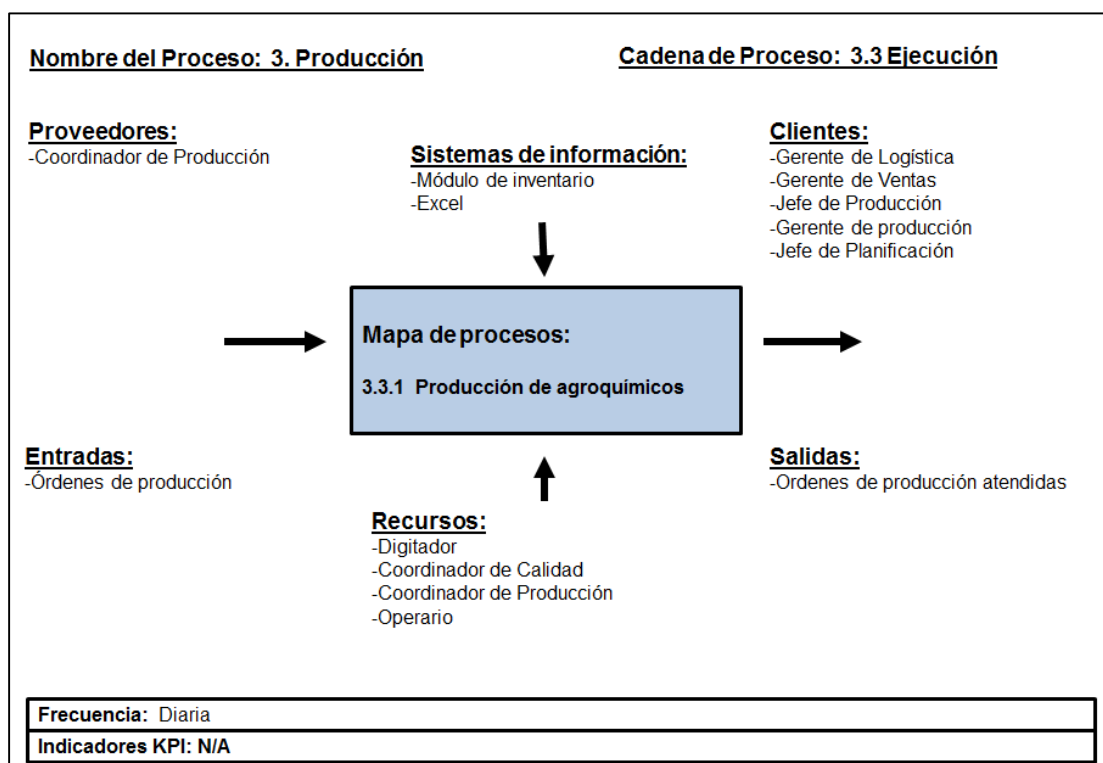 Nombre del Proceso: 3. Producción
Cadena de Proceso: 3.3 Ejecución
Proveedores:
-Coordinador de Producción
Sistemas de información:
-Módulo de inventario
-Excel
Clientes:
-Gerente de Logística
-Gerente de Ventas
-Jefe de Producción
-Gerente de producción
-Jefe de Planificación
Mapa de procesos:
3.3.1 Producción de agroquímicos
Entradas:
-Órdenes de producción
Salidas:
-Ordenes de producción atendidas
Recursos:
-Digitador
-Coordinador de Calidad
-Coordinador de Producción
-Operario
Frecuencia: Diaria
Indicadores KPI: N/A